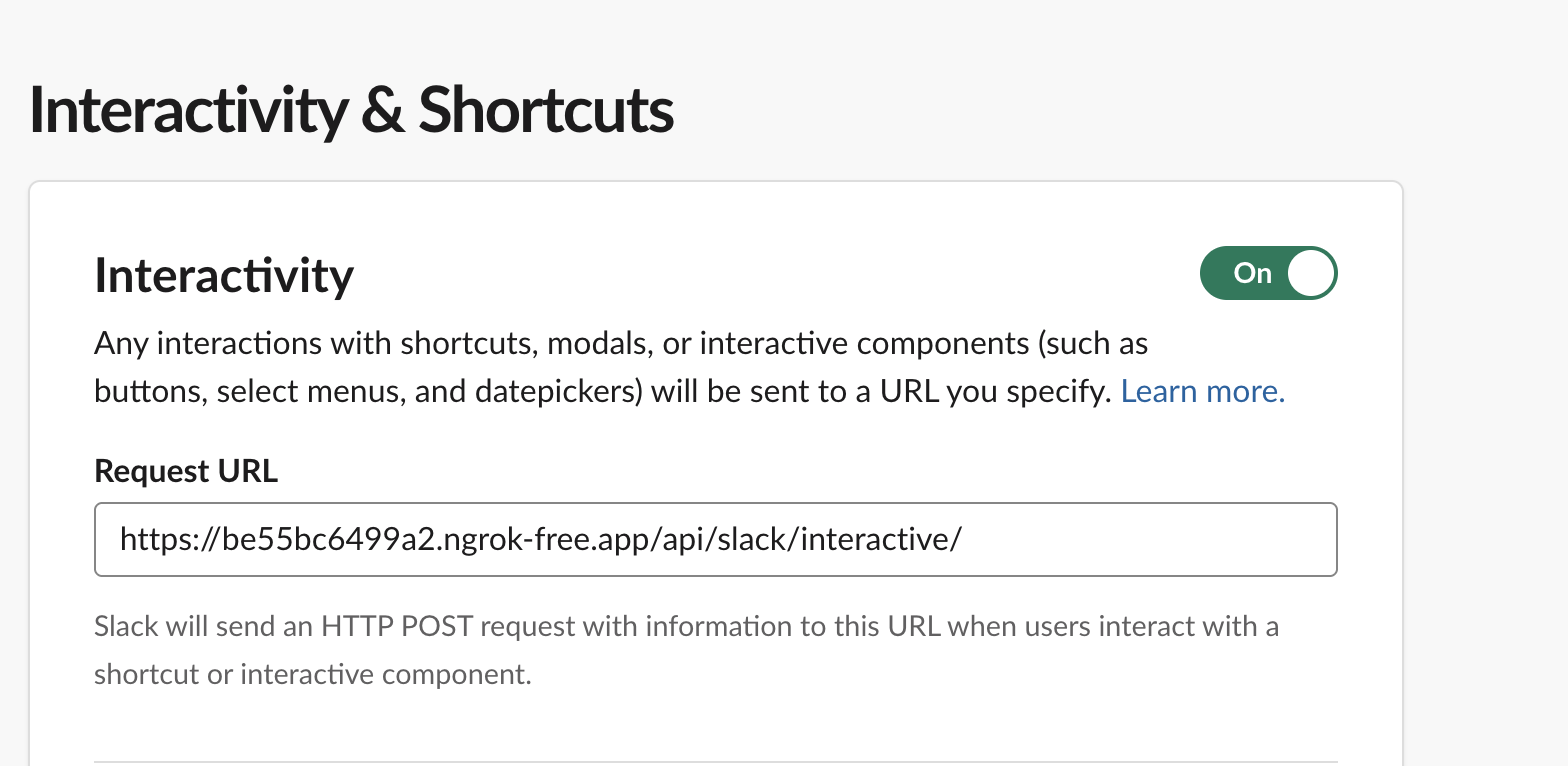 Interactivity & Shortcuts
Interactivity
On
Any interactions with shortcuts, modals, or interactive components (such as
buttons, select menus, and datepickers) will be sent to a URL you specify. Learn more.
Request URL
https://be55bc6499a2.ngrok-free.app/api/slack/interactive/
Slack will send an HTTP POST request with information to this URL when users interact with a
shortcut or interactive component.